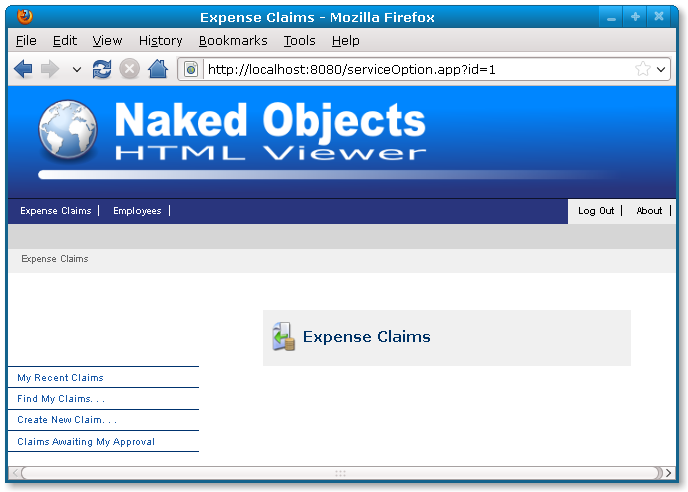 Expense Claims - Mozilla Firefox
File Edit View History Bookmarks Tools Help
http://localhost:8080/serviceOption.app?id=1
Naked Objects
HTML Viewer
Expense Claims | Employees | Log Out | About |
Expense Claims
Expense Claims
My Recent Claims
Find My Claims. . .
Create New Claim. . .
Claims Awaiting My Approval